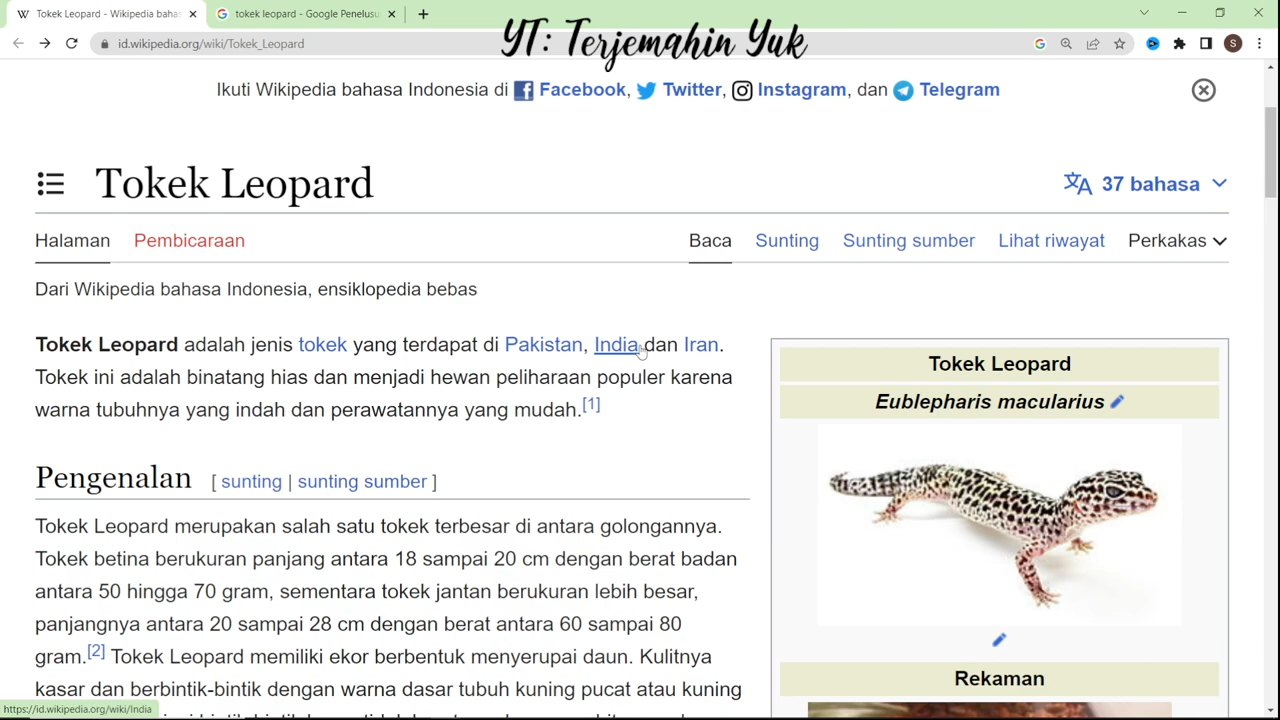 Tokek Leopard - Wikipedia bahas
tokek leopard - Google Penelusu
id.wikipedia.org/wiki/Tokek_Leopard
YT: Terjemahin Yuk
S
Ikuti Wikipedia bahasa Indonesia di Facebook, Twitter, Instagram, dan Telegram
Tokek Leopard
37 bahasa
Halaman Pembicaraan
Baca Sunting Sunting sumber Lihat riwayat Perkakas
Dari Wikipedia bahasa Indonesia, ensiklopedia bebas
Tokek Leopard adalah jenis tokek yang terdapat di Pakistan, India dan Iran.
Tokek ini adalah binatang hias dan menjadi hewan peliharaan populer karena
warna tubuhnya yang indah dan perawatannya yang mudah.[1]
Pengenalan [ sunting | sunting sumber ]
Tokek Leopard merupakan salah satu tokek terbesar di antara golongannya.
Tokek betina berukuran panjang antara 18 sampai 20 cm dengan berat badan
antara 50 hingga 70 gram, sementara tokek jantan berukuran lebih besar,
panjangnya antara 20 sampai 28 cm dengan berat antara 60 sampai 80
gram.[2] Tokek Leopard memiliki ekor berbentuk menyerupai daun. Kulitnya
kasar dan berbintik-bintik dengan warna dasar tubuh kuning pucat atau kuning
Tokek Leopard
Eublepharis macularius
Rekaman
https://id.wikipedia.org/wiki/India